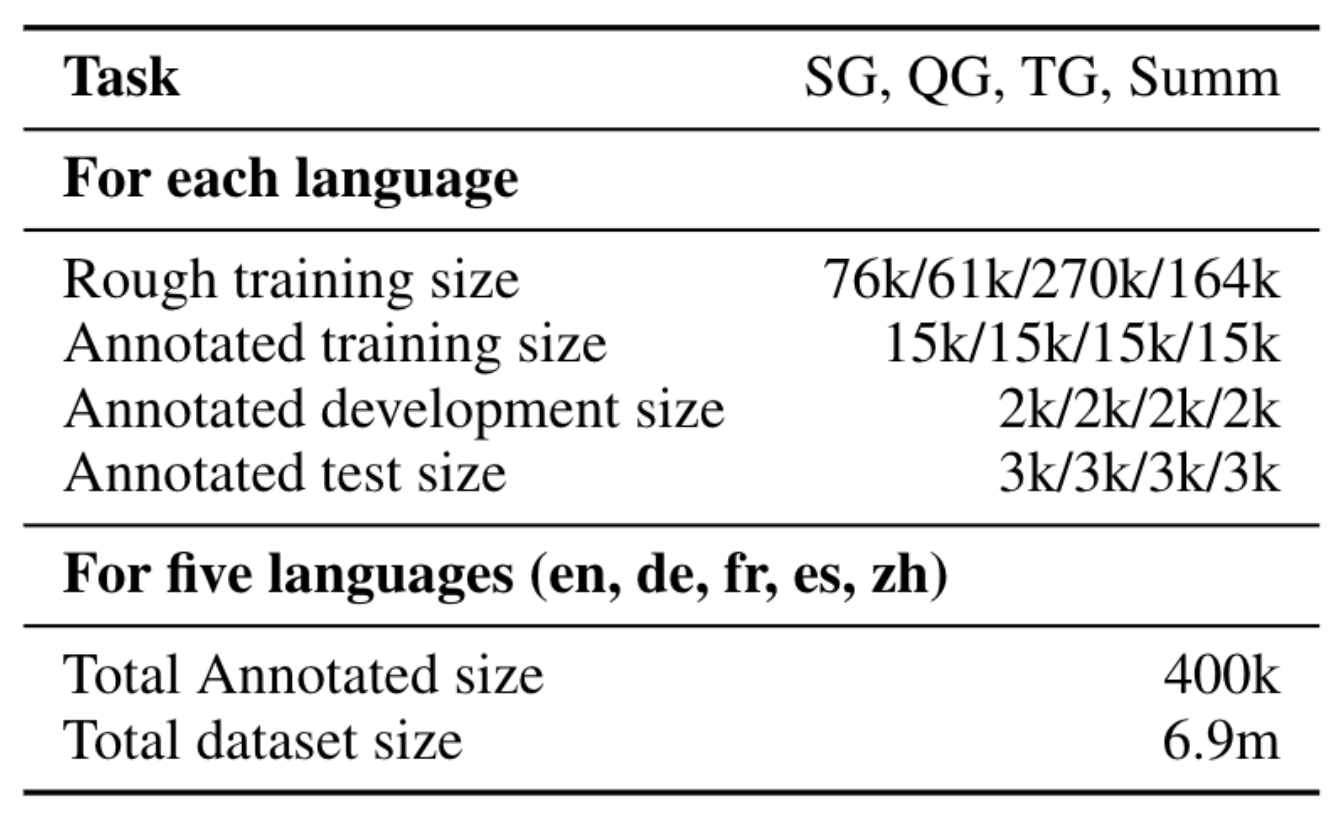 Task SG, QG, TG, Summ
For each language
Rough training size 76k/61k/270k/164k
Annotated training size 15k/15k/15k/15k
Annotated development size 2k/2k/2k/2k
Annotated test size 3k/3k/3k/3k
For five languages (en, de, fr, es, zh)
Total Annotated size 400k
Total dataset size 6.9m